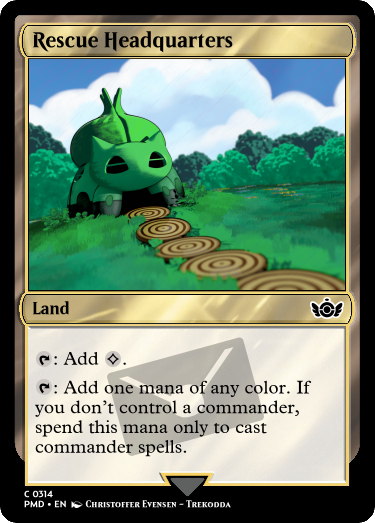 Rescue Headquarters
Land
: Add .
: Add one mana of any color. If
you don't control a commander,
spend this mana only to cast
commander spells.
C 0314
PMD • EN Christoffer Evensen – Trekodda